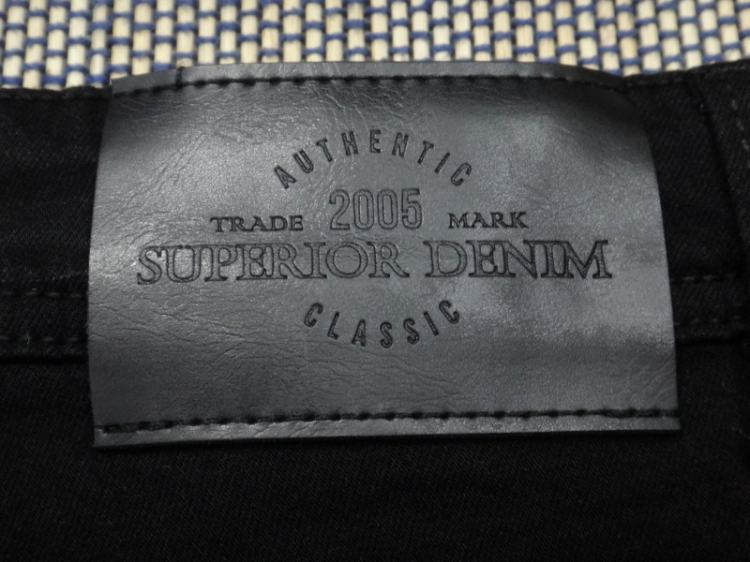 AUTHENTIC
TRADE 2005 MARK
SUPERIOR DENIM
CLASSIC